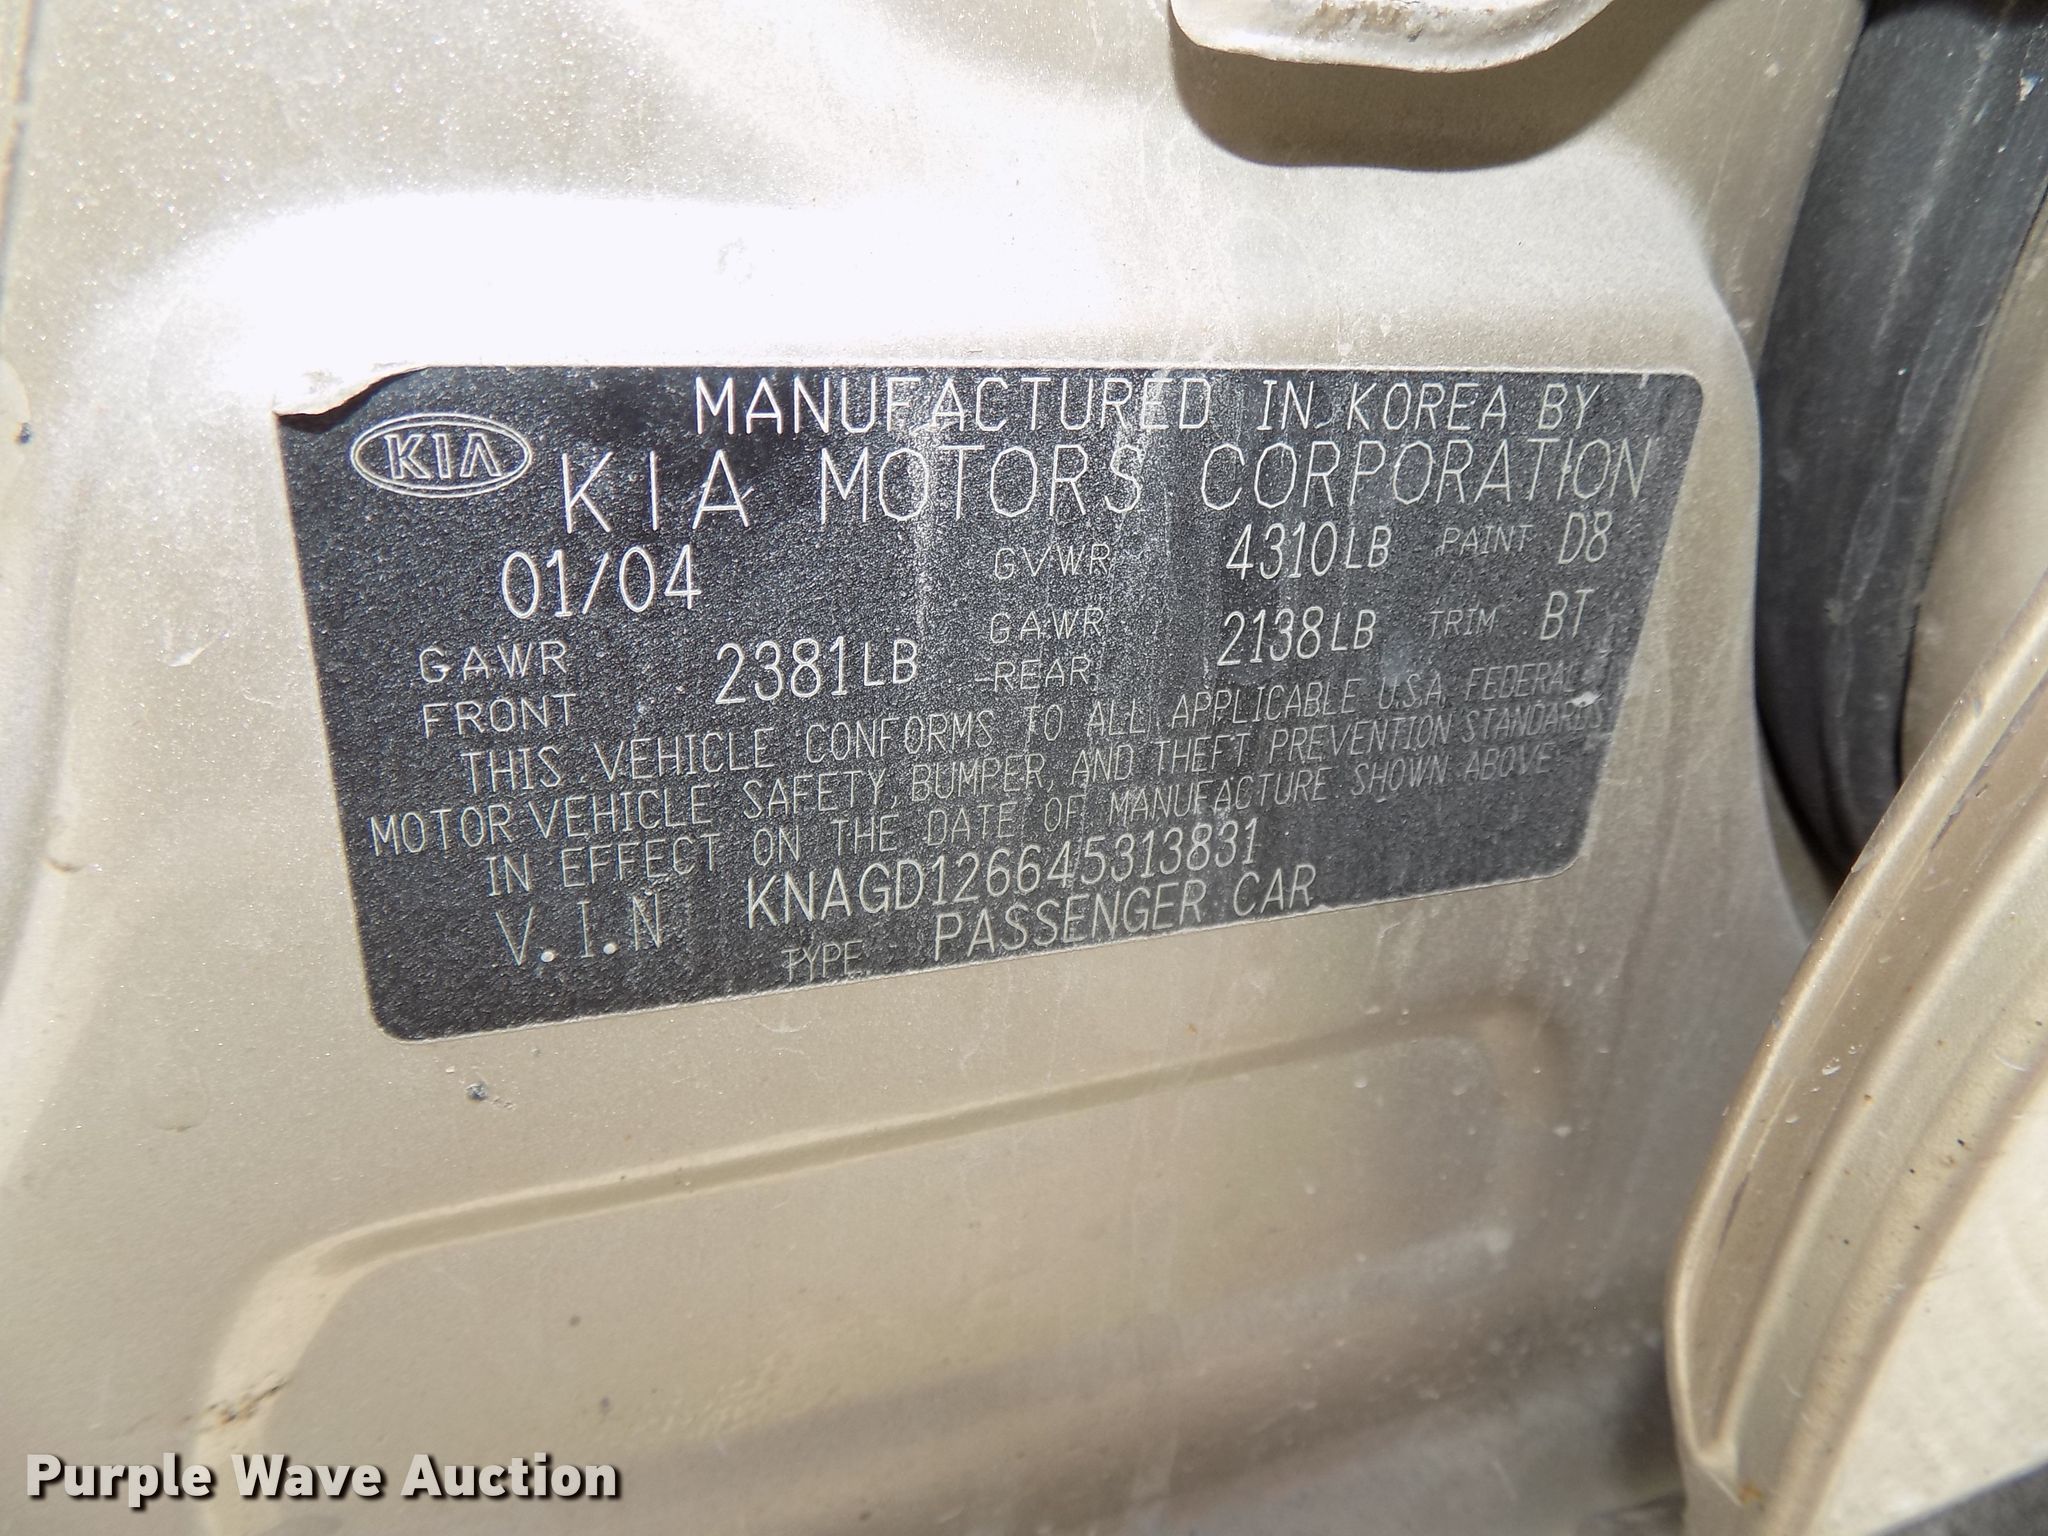 KIA
MANUFACTURED IN KOREA BY
KIA MOTORS CORPORATION
01/04 GVWR 4310LB PAINT D8
GAWR FRONT 2381LB GAWR REAR 2138LB TRIM BT
THIS VEHICLE CONFORMS TO ALL APPLICABLE U.S.A. FEDERAL
MOTOR VEHICLE SAFETY, BUMPER, AND THEFT PREVENTION STANDARDS
IN EFFECT ON THE DATE OF MANUFACTURE SHOWN ABOVE
V.I.N KNAGD126645313831
TYPE PASSENGER CAR
Purple Wave Auction